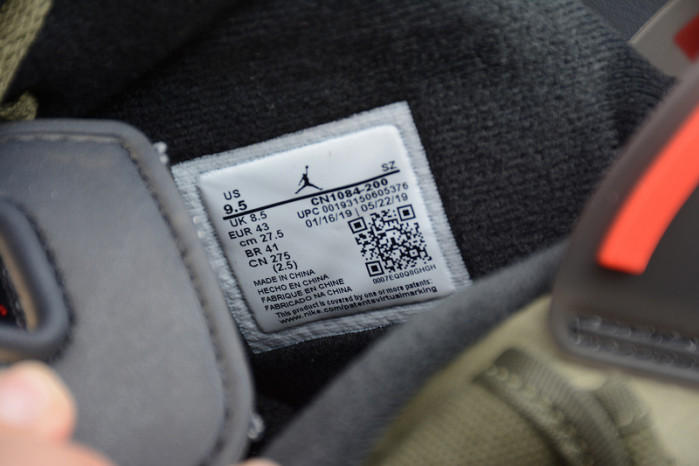 US
9.5
UK 8.5
EUR 43
cm 27.5
BR 41
CN 275
(2.5)
SZ
CN1084-200
UPC 00193150605376
01/16/19 | 05/22/19
0007EQ0Q8GHGH
MADE IN CHINA
HECHO EN CHINA
FABRIQUE EN CHINE
FABRICADO NA CHINA
This product is covered by one or more patents:
www.nike.com/patentsvirtualmarking